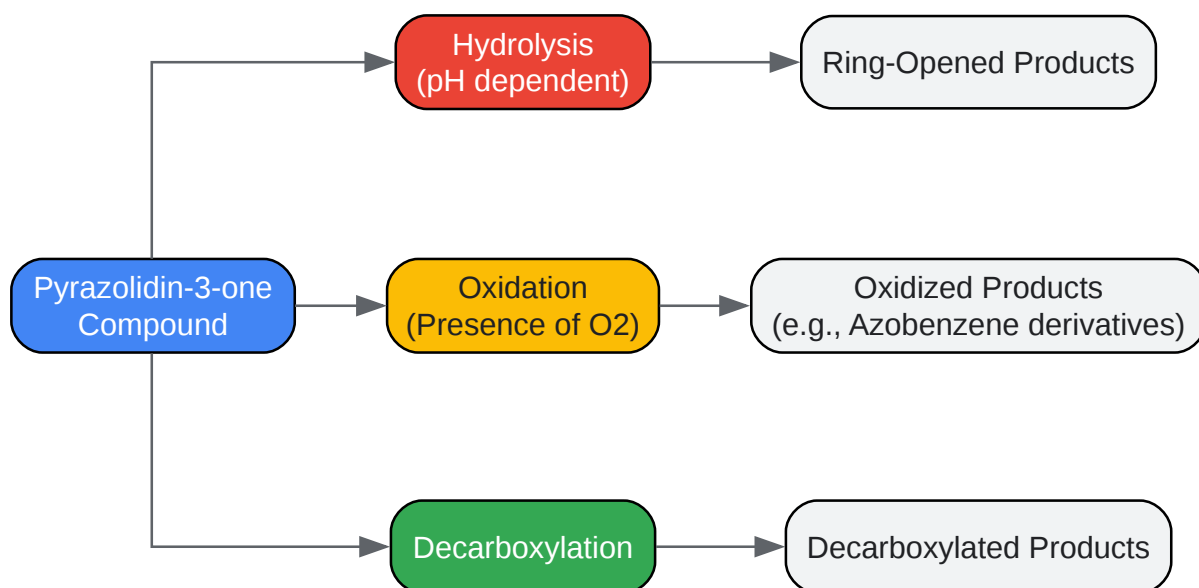 Hydrolysis
(pH dependent)
Ring-Opened Products
Pyrazolidin-3-one
Compound
Oxidation
(Presence of O2)
Oxidized Products
(e.g., Azobenzene derivatives)
Decarboxylation
Decarboxylated Products